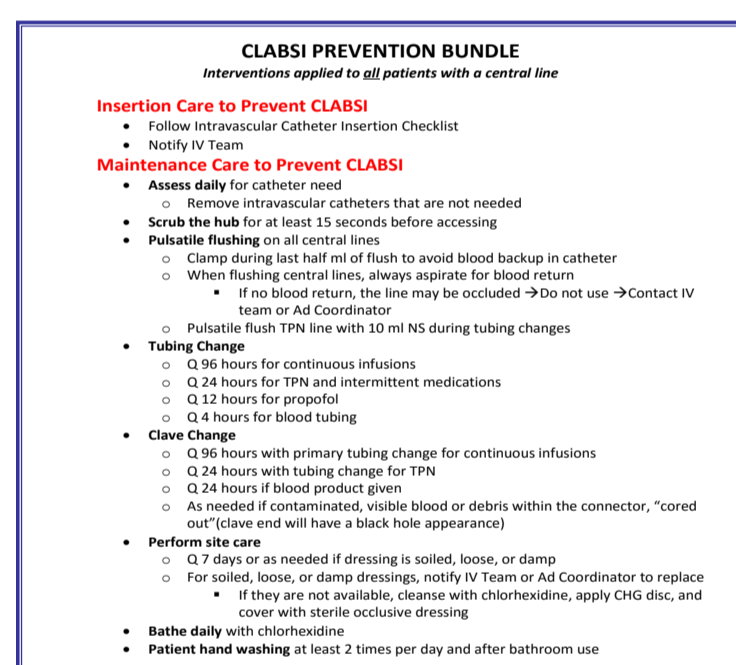 CLABSI PREVENTION BUNDLE
Interventions applied to all patients with a central line
Insertion Care to Prevent CLABSI
• Follow Intravascular Catheter Insertion Checklist
• Notify IV Team
Maintenance Care to Prevent CLABSI
• Assess daily for catheter need
o Remove intravascular catheters that are not needed
• Scrub the hub for at least 15 seconds before accessing
• Pulsatile flushing on all central lines
o Clamp during last half ml of flush to avoid blood backup in catheter
o When flushing central lines, always aspirate for blood return
▪ If no blood return, the line may be occluded →Do not use →Contact IV
team or Ad Coordinator
o Pulsatile flush TPN line with 10 ml NS during tubing changes
• Tubing Change
o Q 96 hours for continuous infusions
o Q 24 hours for TPN and intermittent medications
o Q 12 hours for propofol
o Q 4 hours for blood tubing
• Clave Change
o Q 96 hours with primary tubing change for continuous infusions
o Q 24 hours with tubing change for TPN
o Q 24 hours if blood product given
o As needed if contaminated, visible blood or debris within the connector, “cored
out”(clave end will have a black hole appearance)
• Perform site care
o Q 7 days or as needed if dressing is soiled, loose, or damp
o For soiled, loose, or damp dressings, notify IV Team or Ad Coordinator to replace
▪ If they are not available, cleanse with chlorhexidine, apply CHG disc, and
cover with sterile occlusive dressing
• Bathe daily with chlorhexidine
• Patient hand washing at least 2 times per day and after bathroom use